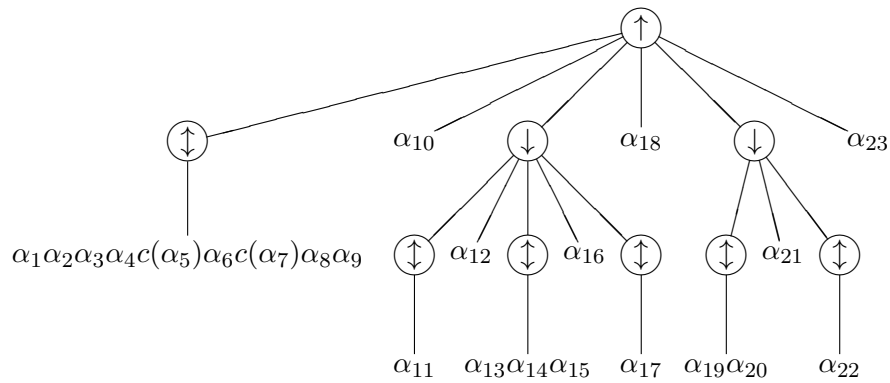 ↑
↕ α₁₀ ↓ α₁₈ ↓ α₂₃
α₁α₂α₃α₄c(α₅)α₆c(α₇)α₈α₉ ↕ α₁₂ ↕ α₁₆ ↕ ↕ α₂₁ ↕
α₁₁ α₁₃α₁₄α₁₅ α₁₇ α₁₉α₂₀ α₂₂